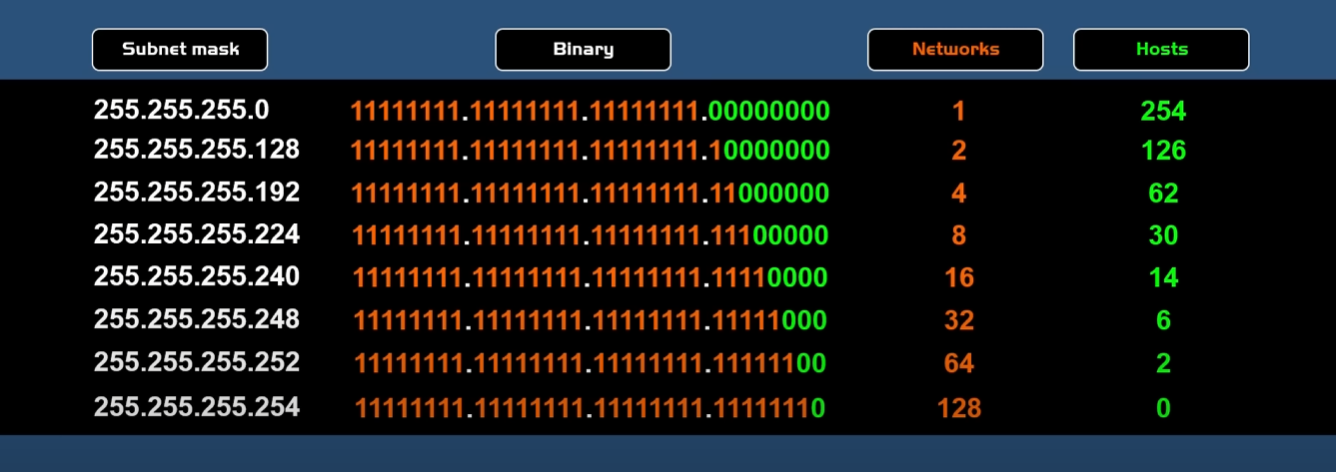 Subnet mask Binary Networks Hosts
255.255.255.0 11111111.11111111.11111111.00000000 1 254
255.255.255.128 11111111.11111111.11111111.10000000 2 126
255.255.255.192 11111111.11111111.11111111.11000000 4 62
255.255.255.224 11111111.11111111.11111111.11100000 8 30
255.255.255.240 11111111.11111111.11111111.11110000 16 14
255.255.255.248 11111111.11111111.11111111.11111000 32 6
255.255.255.252 11111111.11111111.11111111.11111100 64 2
255.255.255.254 11111111.11111111.11111111.11111110 128 0